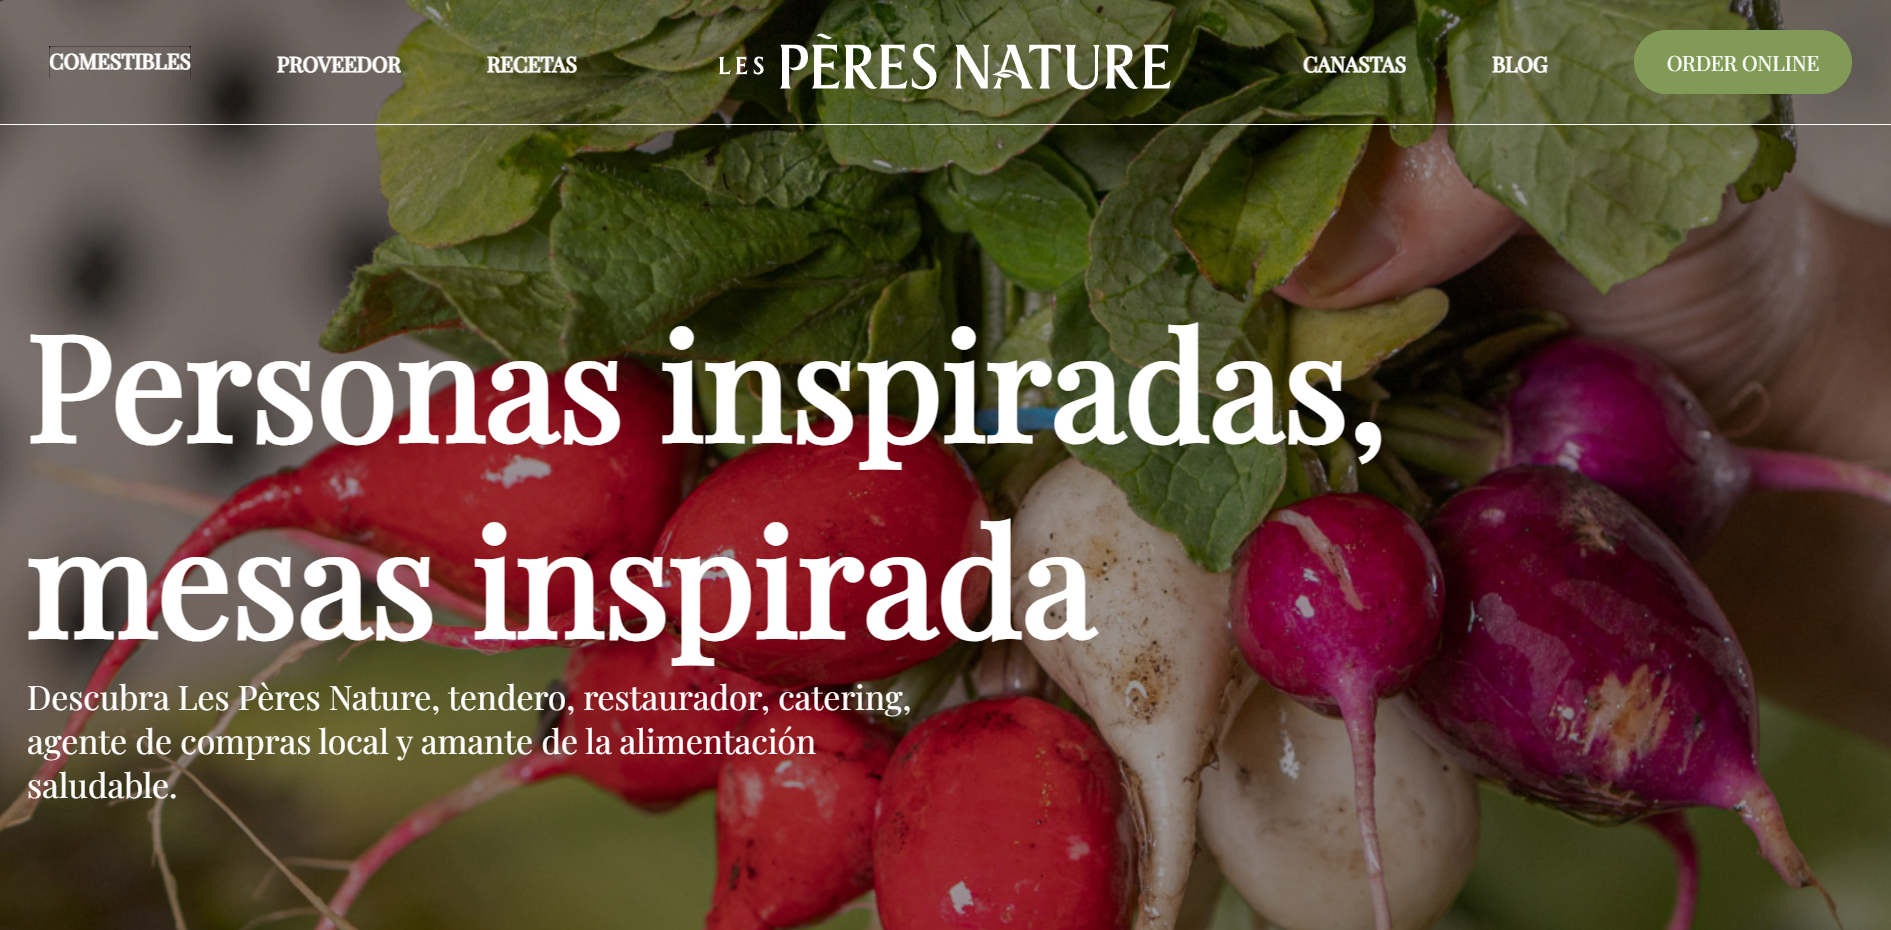 COMESTIBLES
PROVEEDOR
RECETAS
LES PÈRES NATURE
CANASTAS
BLOG
ORDER ONLINE
Personas inspiradas,
mesas inspirada
Descubra Les Pères Nature, tendero, restaurador, catering,
agente de compras local y amante de la alimentación
saludable.